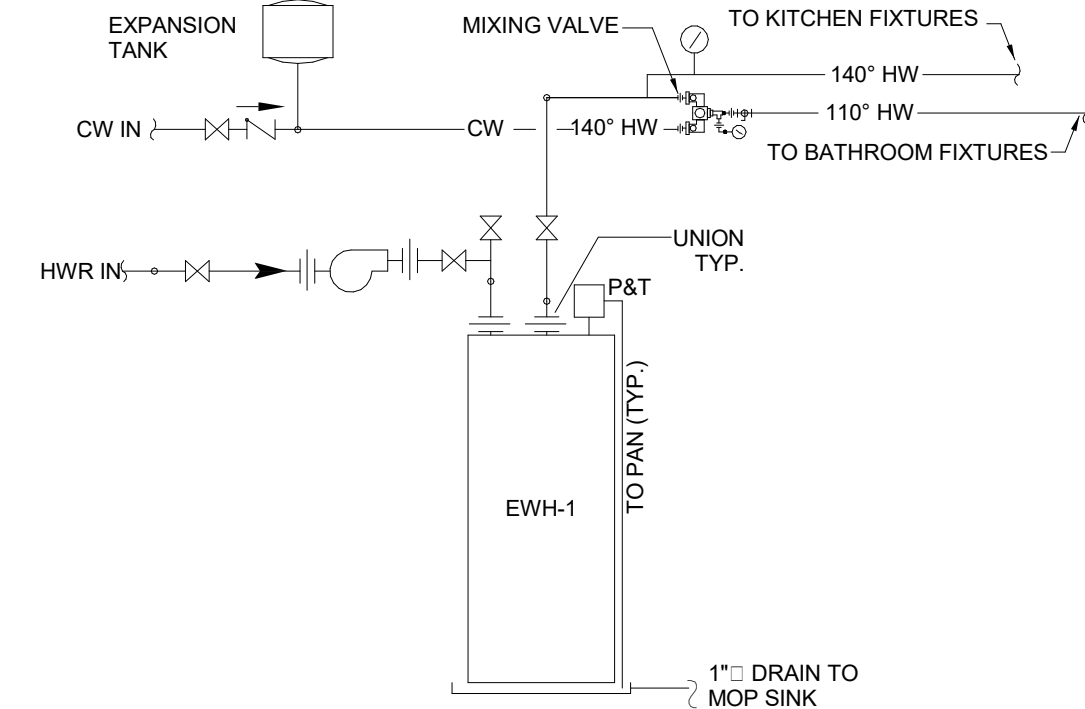 EXPANSION
TANK
MIXING VALVE
TO KITCHEN FIXTURES
140° HW
CW IN
CW
140° HW
110° HW
TO BATHROOM FIXTURES
HWR IN
UNION
TYP.
P&T
TO PAN (TYP.)
EWH-1
1"□ DRAIN TO
MOP SINK